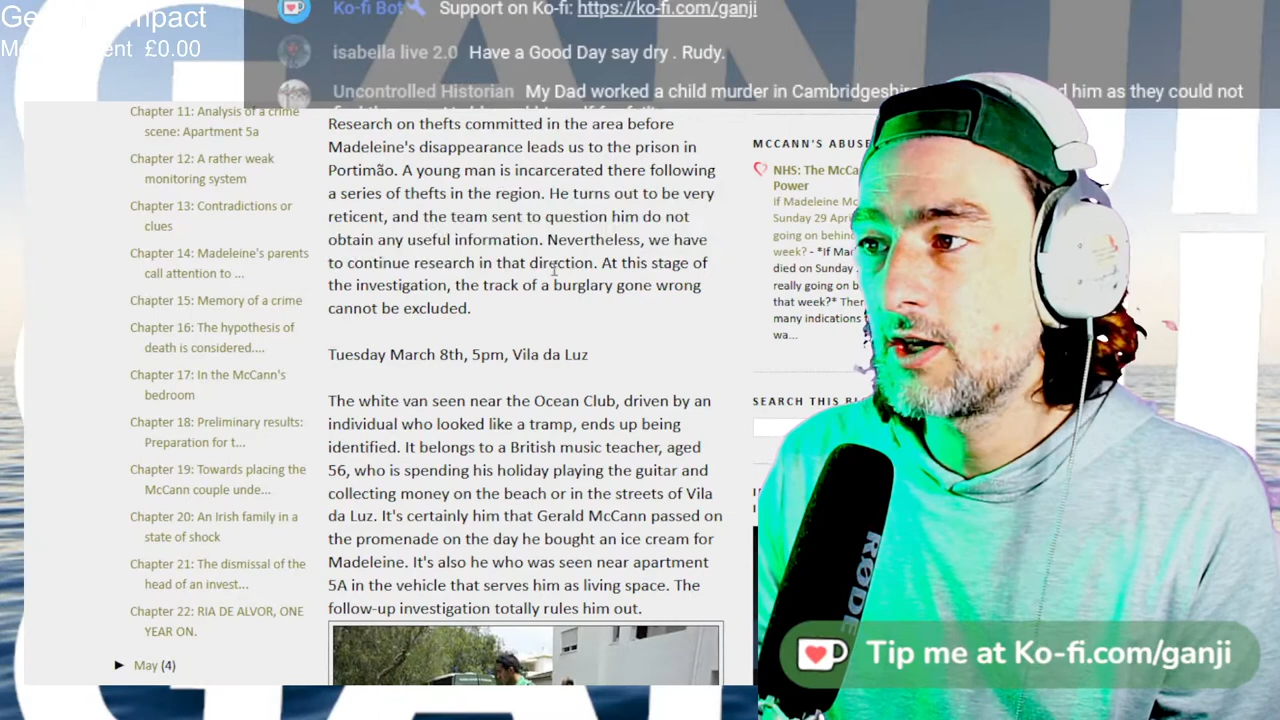 Ko-fi Bot Support on Ko-fi: https://ko-fi.com/ganji
£0.00
isabella live 2.0 Have a Good Day say dry . Rudy.
Uncontrolled Historian My Dad worked a child murder in Cambridgeshire him as they could not
Chapter 11: Analysis of a crime
scene: Apartment 5a
Chapter 12: A rather weak
monitoring system
Chapter 13: Contradictions or
clues
Chapter 14: Madeleine's parents
call attention to ...
Chapter 15: Memory of a crime
Chapter 16: The hypothesis of
death is considered....
Chapter 17: In the McCann's
bedroom
Chapter 18: Preliminary results:
Preparation for t...
Chapter 19: Towards placing the
McCann couple unde...
Chapter 20: An Irish family in a
state of shock
Chapter 21: The dismissal of the
head of an invest...
Chapter 22: RIA DE ALVOR, ONE
YEAR ON.
► May (4)
Research on thefts committed in the area before
Madeleine's disappearance leads us to the prison in
Portimão. A young man is incarcerated there following
a series of thefts in the region. He turns out to be very
reticent, and the team sent to question him do not
obtain any useful information. Nevertheless, we have
to continue research in that direction. At this stage of
the investigation, the track of a burglary gone wrong
cannot be excluded.
Tuesday March 8th, 5pm, Vila da Luz
The white van seen near the Ocean Club, driven by an
individual who looked like a tramp, ends up being
identified. It belongs to a British music teacher, aged
56, who is spending his holiday playing the guitar and
collecting money on the beach or in the streets of Vila
da Luz. It's certainly him that Gerald McCann passed on
the promenade on the day he bought an ice cream for
Madeleine. It's also he who was seen near apartment
5A in the vehicle that serves him as living space. The
follow-up investigation totally rules him out.
MCCANN'S ABUSE
NHS: The McCa
Power
If Madeleine Mc
Sunday 29 Apri
going on behin
week? - *If Ma
died on Sunday
really going on b
that week?* Ther
many indications
wa...
SEARCH THIS BL
RØDE
Tip me at Ko-fi.com/ganji